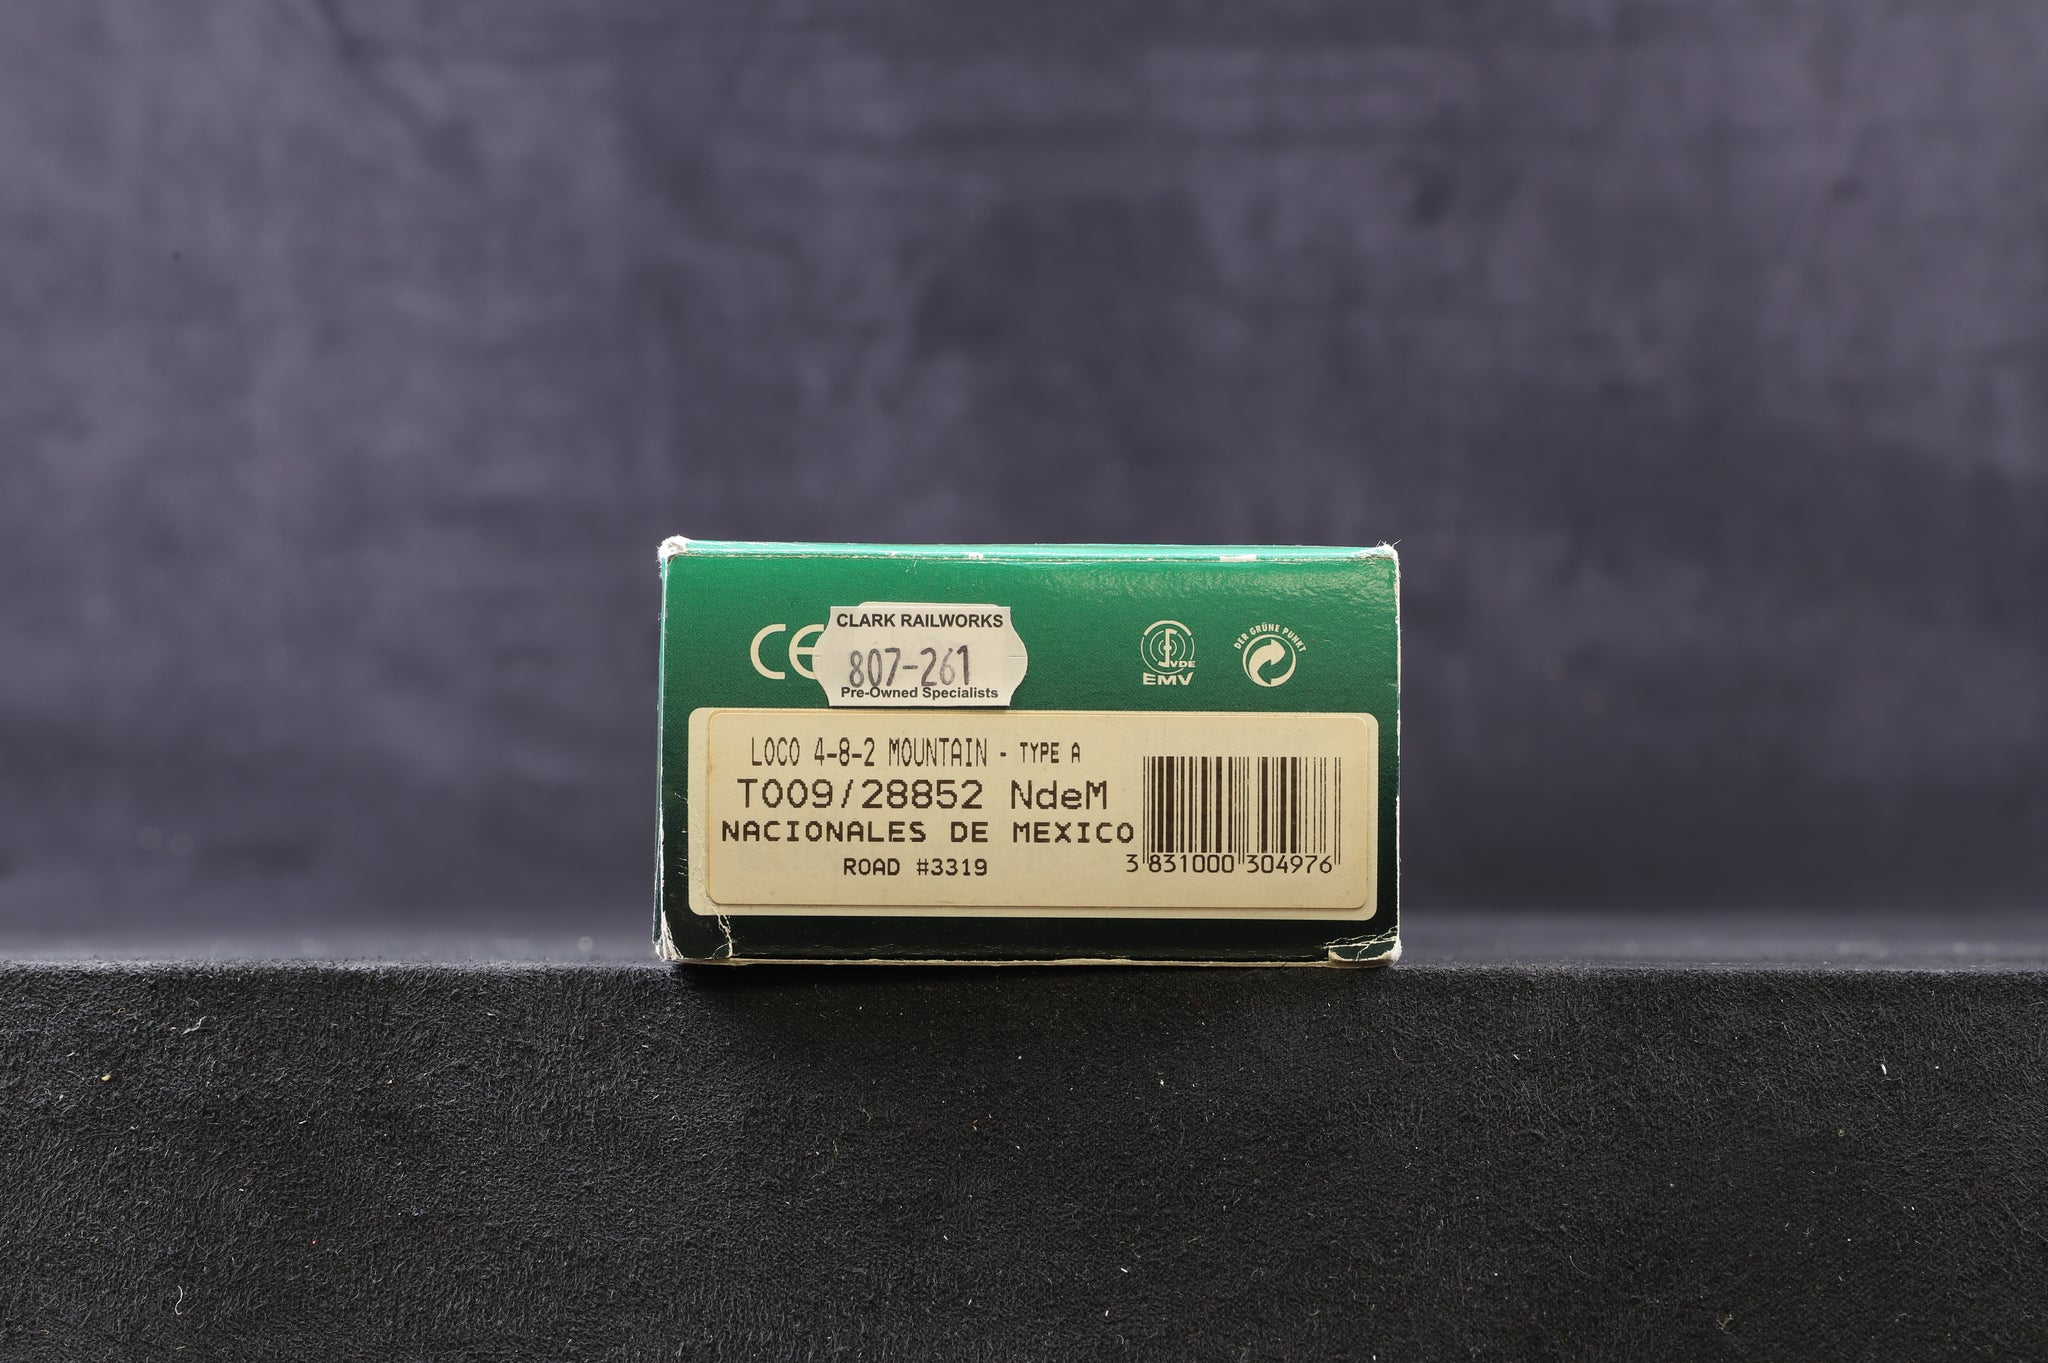 CE
CLARK RAILWORKS
807-261
Pre-Owned Specialists
VDE
EMV
DER GRÜNE PUNKT
LOCO 4-8-2 MOUNTAIN - TYPE A
T009/28852 NdeM
NACIONALES DE MEXICO
ROAD #3319
3 831000 304976